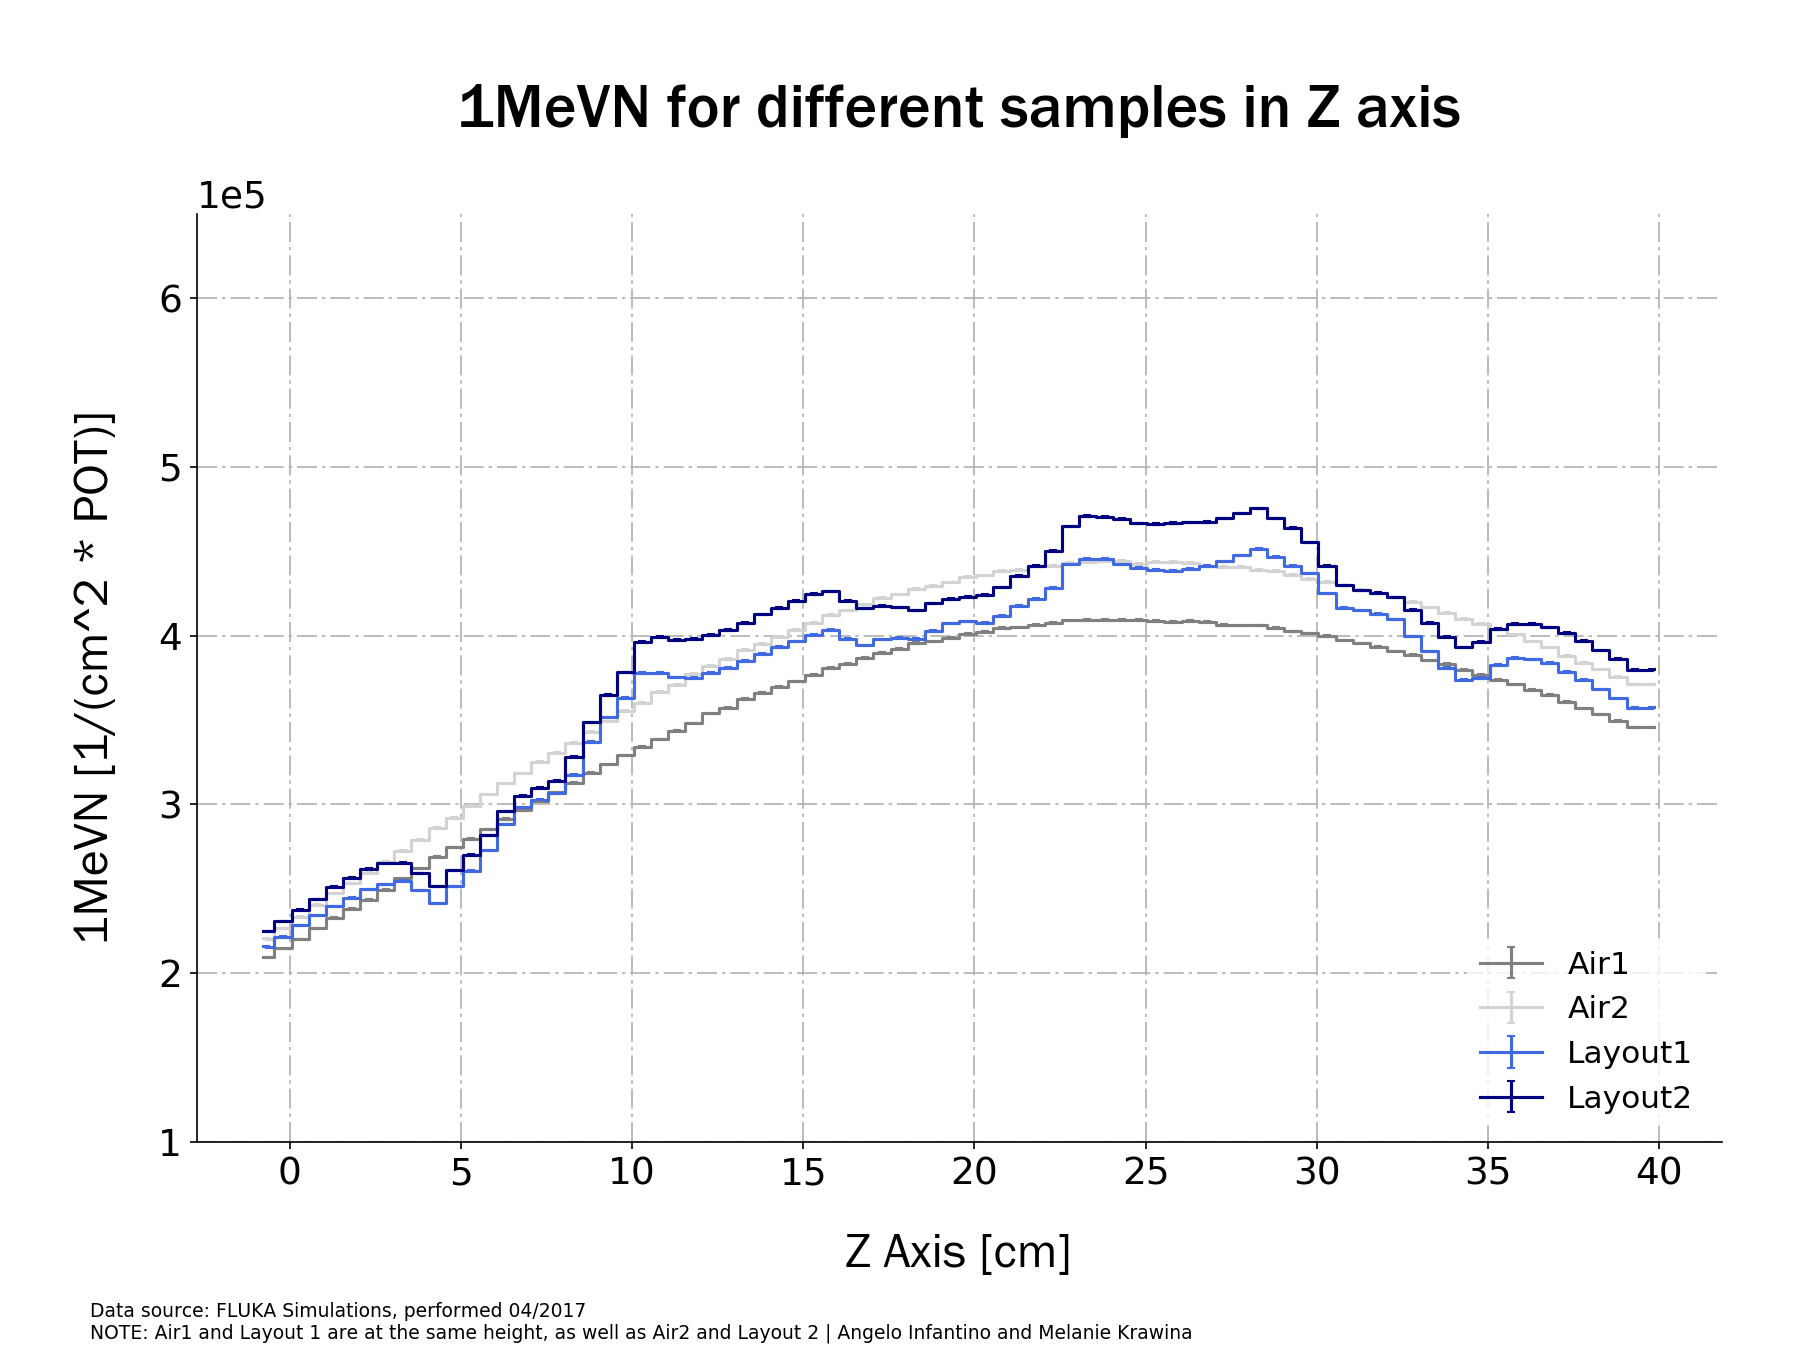 1MeVN for different samples in Z axis
1e5
6
5
4
3
2
1
1MeVN [1/(cm^2 * POT)]
0 5 10 15 20 25 30 35 40
Z Axis [cm]
Air1
Air2
Layout1
Layout2
Data source: FLUKA Simulations, performed 04/2017
NOTE: Air1 and Layout 1 are at the same height, as well as Air2 and Layout 2 | Angelo Infantino and Melanie Krawina